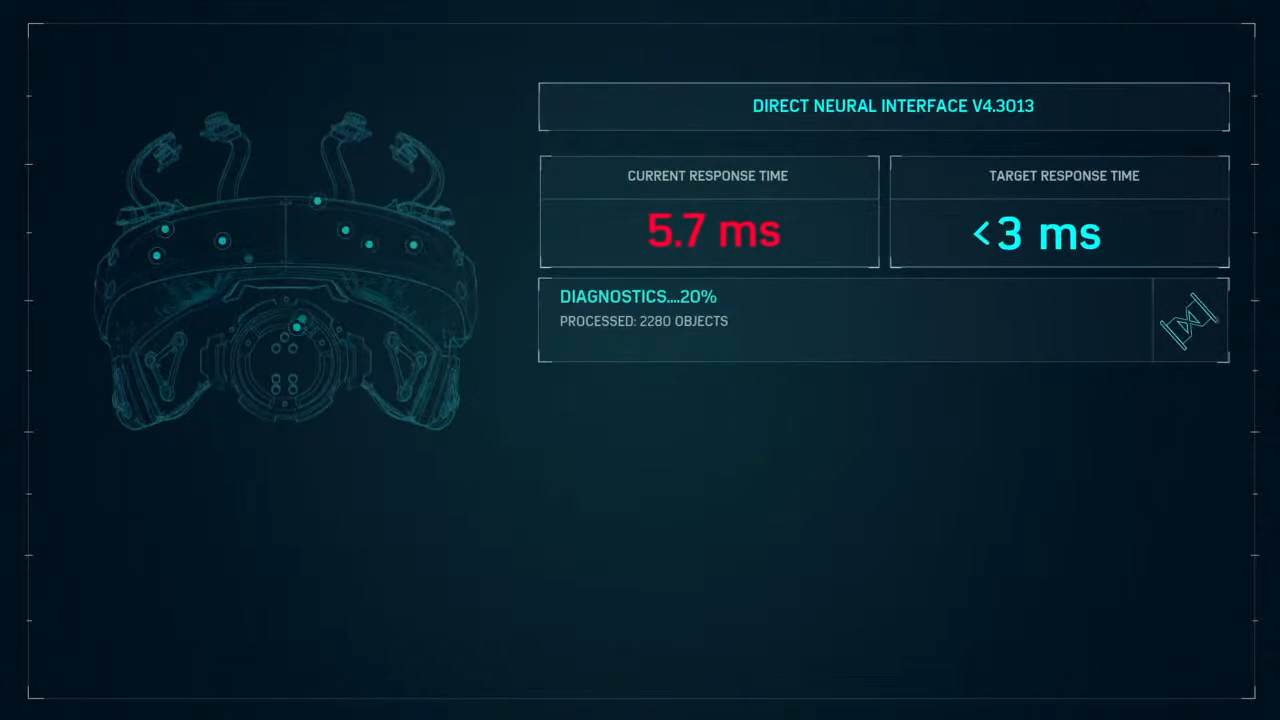 DIRECT NEURAL INTERFACE V4.3013
CURRENT RESPONSE TIME
TARGET RESPONSE TIME
5.7 ms
<3 ms
DIAGNOSTICS....20%
PROCESSED: 2280 OBJECTS